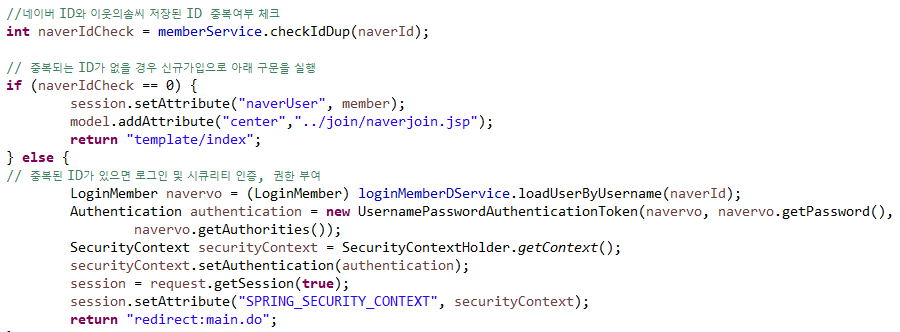 //네이버 ID와 이웃의솜씨 저장된 ID 중복여부 체크
int naverIdCheck = memberService.checkIdDup(naverId);
// 중복되는 ID가 없을 경우 신규가입으로 아래 구문을 실행
if (naverIdCheck == 0) {
session.setAttribute("naverUser", member);
model.addAttribute("center","../join/naverjoin.jsp");
return "template/index";
} else {
// 중복된 ID가 있으면 로그인 및 시큐리티 인증, 권한 부여
LoginMember navervo = (LoginMember) loginMemberDService.loadUserByUsername(naverId);
Authentication authentication = new UsernamePasswordAuthenticationToken(navervo, navervo.getPassword(),
navervo.getAuthorities());
SecurityContext securityContext = SecurityContextHolder.getContext();
securityContext.setAuthentication(authentication);
session = request.getSession(true);
session.setAttribute("SPRING_SECURITY_CONTEXT", securityContext);
return "redirect:main.do";